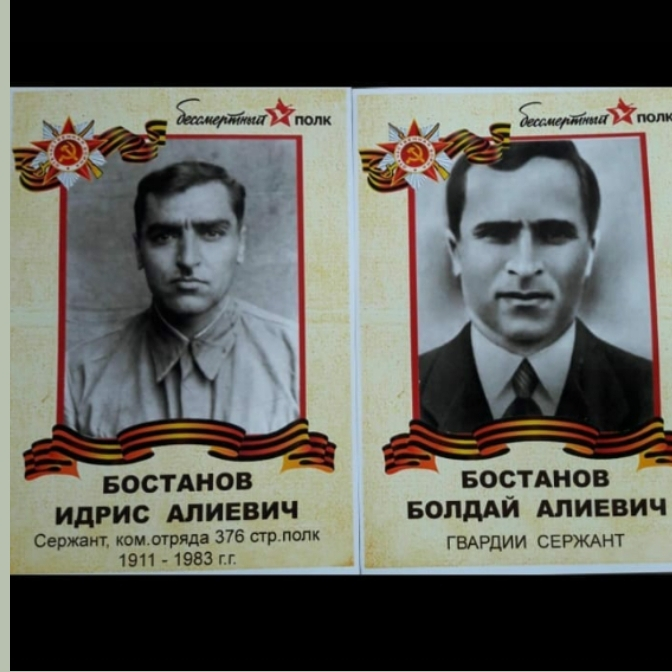 бессмертный полк
БОСТАНОВ
ИДРИС АЛИЕВИЧ
Сержант, ком.отряда 376 стр.полк
1911 - 1983 г.г.
бессмертный полк
БОСТАНОВ
БОЛДАЙ АЛИЕВИЧ
ГВАРДИИ СЕРЖАНТ